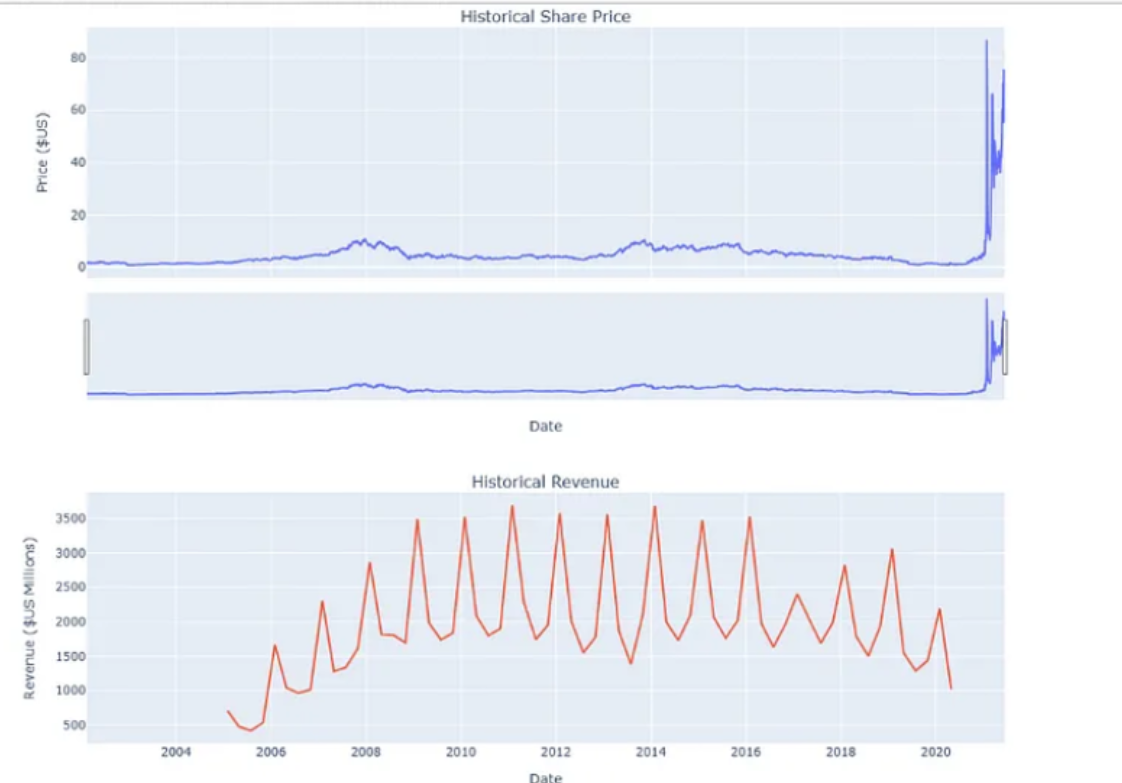 Historical Share Price
Price ($US)
80
60
40
20
0
Date
Historical Revenue
Revenue ($US Millions)
3500
3000
2500
2000
1500
1000
500
2004 2006 2008 2010 2012 2014 2016 2018 2020
Date